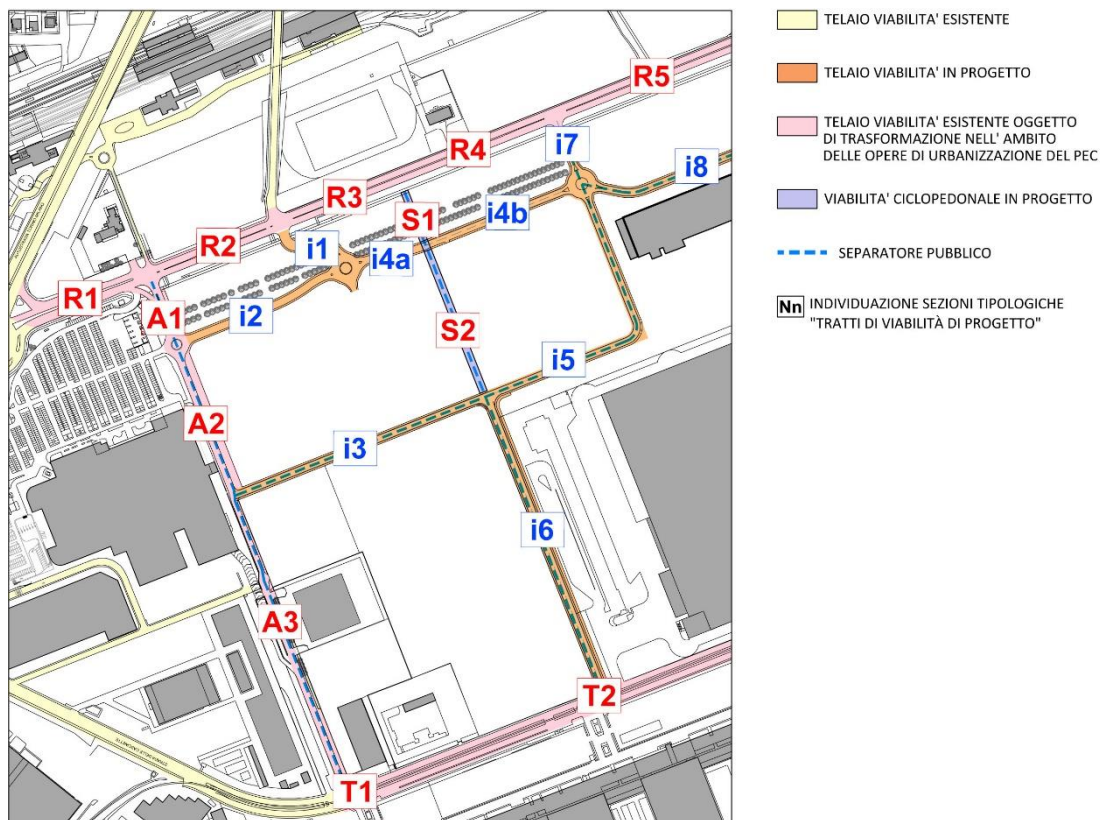 TELAIO VIABILITA' ESISTENTE
TELAIO VIABILITA' IN PROGETTO
TELAIO VIABILITA' ESISTENTE OGGETTO
DI TRASFORMAZIONE NELL' AMBITO
DELLE OPERE DI URBANIZZAZIONE DEL PEC
VIABILITA' CICLOPEDONALE IN PROGETTO
SEPARATORE PUBBLICO
Nn INDIVIDUAZIONE SEZIONI TIPOLOGICHE
"TRATTI DI VIABILITÀ DI PROGETTO"
R5
R4
i7
i8
R3
S1
i4b
R2
i1
i4a
R1
A1
i2
S2
i5
A2
i3
i6
A3
T2
T1